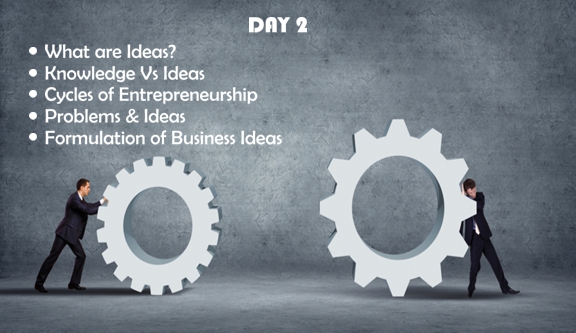 DAY 2
• What are Ideas?
• Knowledge Vs Ideas
• Cycles of Entrepreneurship
• Problems & Ideas
• Formulation of Business Ideas